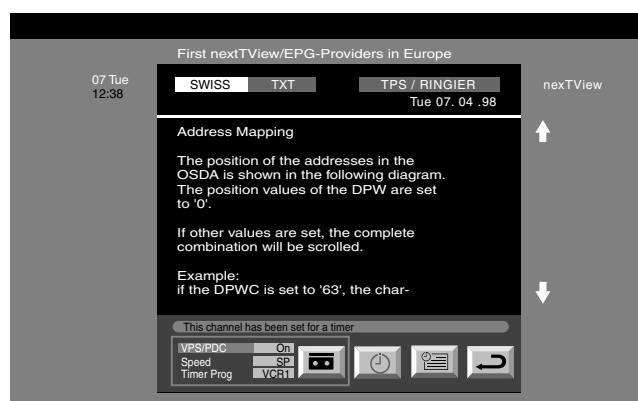 First nextTView/EPG-Providers in Europe
07 Tue
12:38
SWISS TXT TPS / RINGIER
Tue 07. 04 .98
nexTView
Address Mapping
The position of the addresses in the
OSDA is shown in the following diagram.
The position values of the DPW are set
to '0'.
If other values are set, the complete
combination will be scrolled.
Example:
if the DPWC is set to '63', the char-
This channel has been set for a timer
VPS/PDC On
Speed SP
Timer Prog VCR1